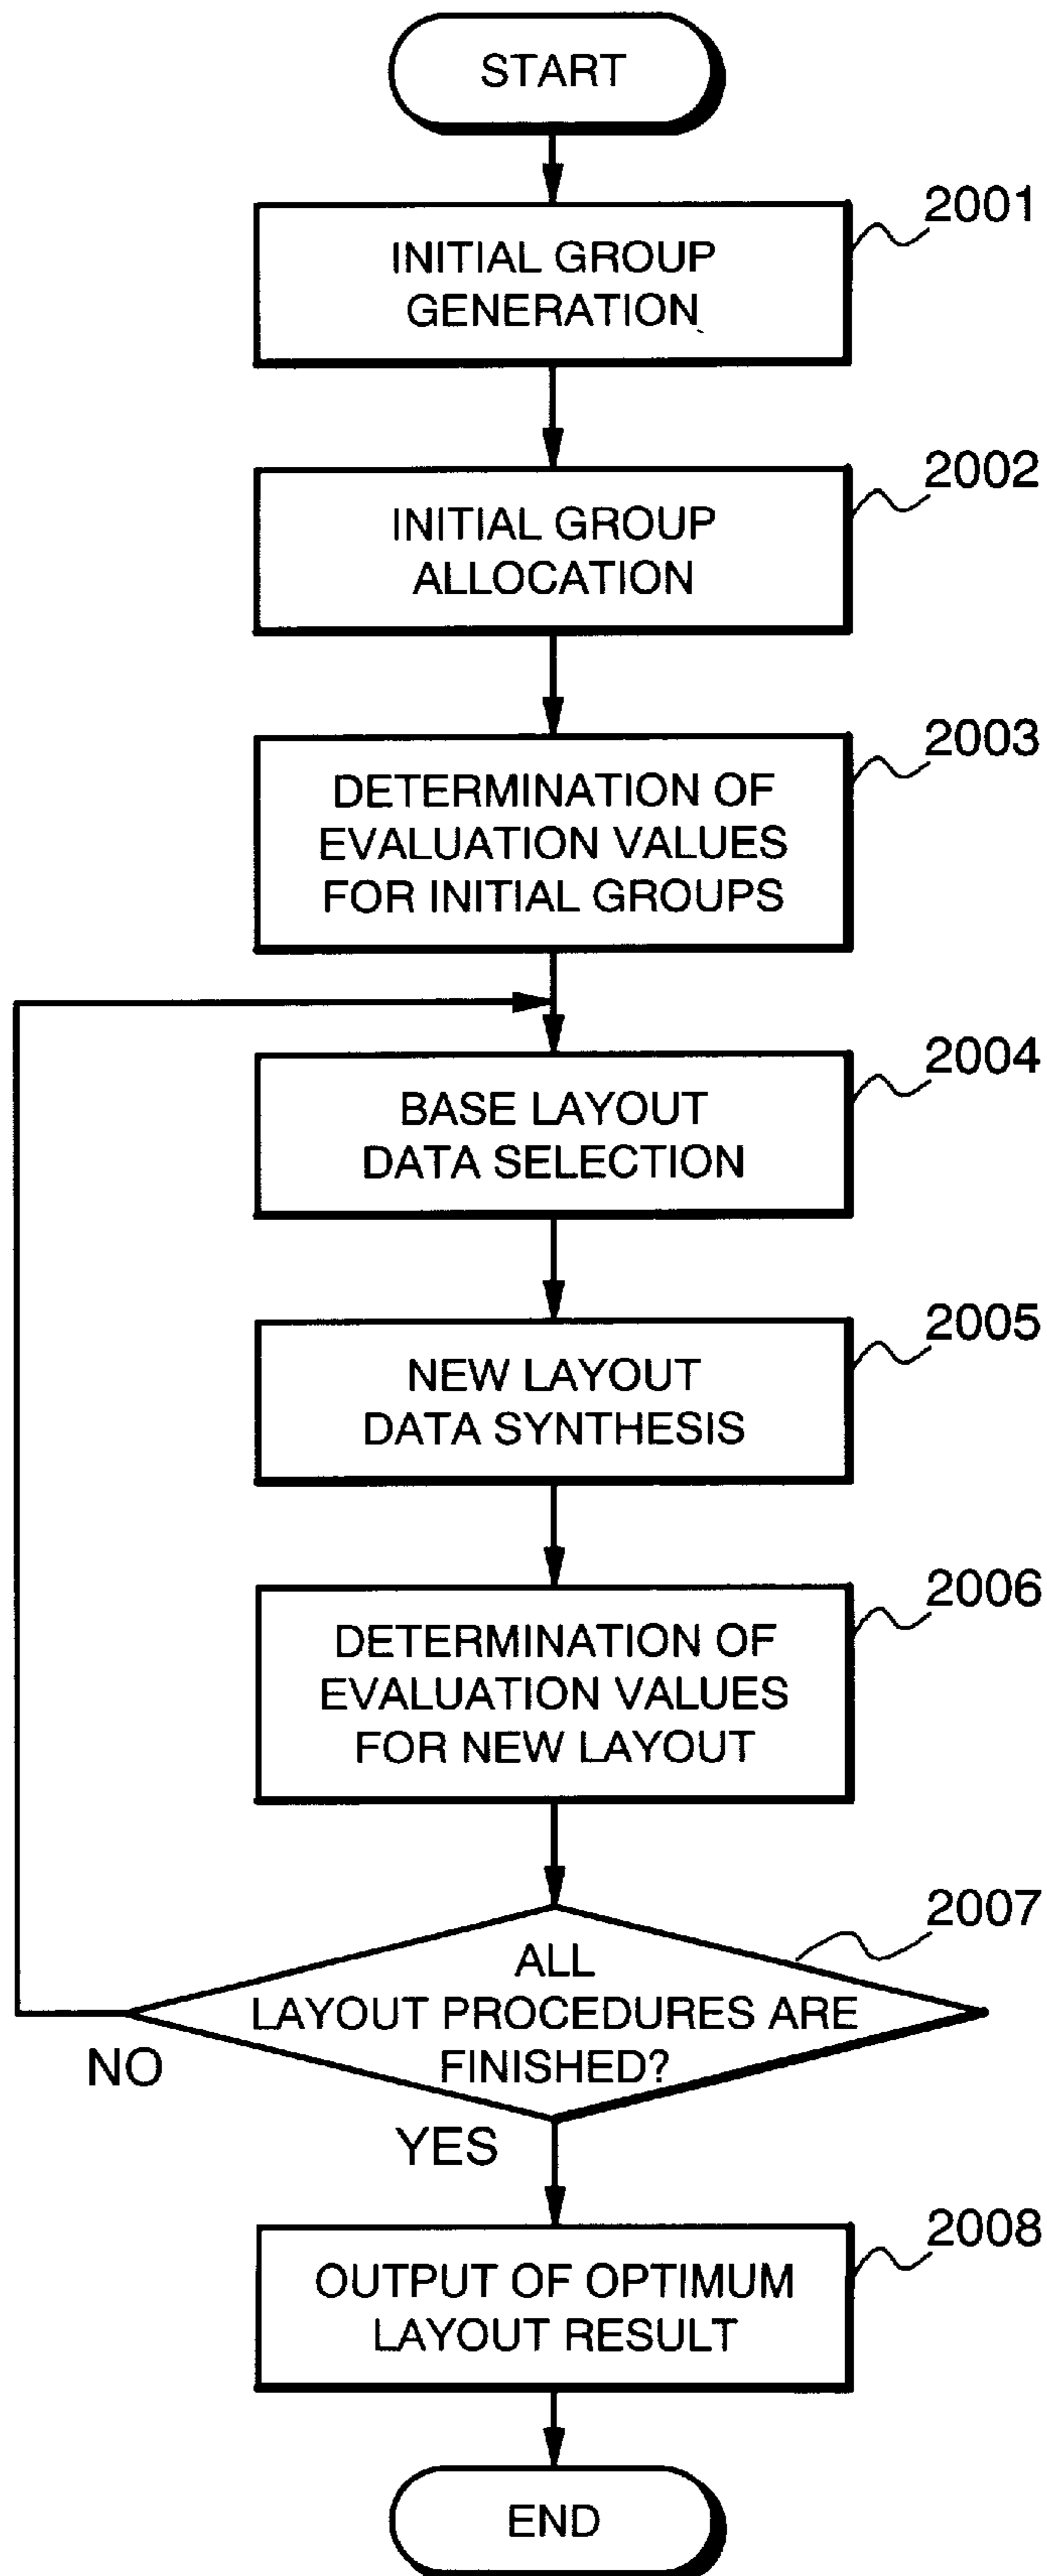 START
2001
INITIAL GROUP
GENERATION
2002
INITIAL GROUP
ALLOCATION
2003
DETERMINATION OF
EVALUATION VALUES
FOR INITIAL GROUPS
2004
BASE LAYOUT
DATA SELECTION
2005
NEW LAYOUT
DATA SYNTHESIS
2006
DETERMINATION OF
EVALUATION VALUES
FOR NEW LAYOUT
2007
ALL
LAYOUT PROCEDURES ARE
FINISHED?
NO
YES
2008
OUTPUT OF OPTIMUM
LAYOUT RESULT
END